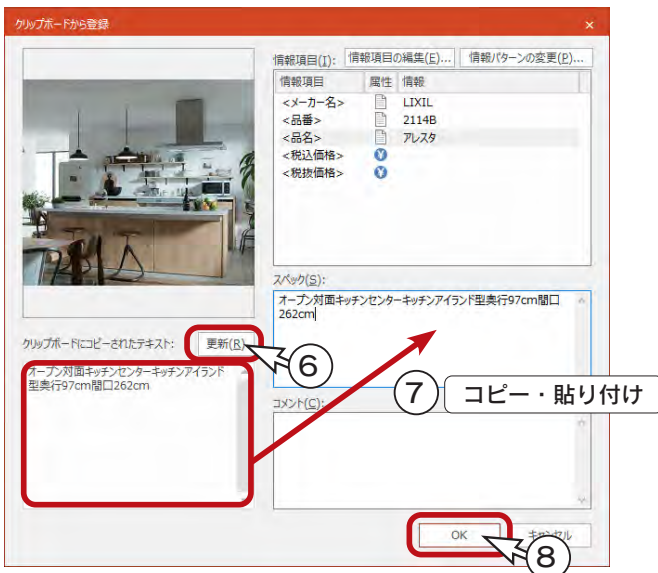 クリップボードから登録
×
情報項目(I): 情報項目の編集(E)... 情報パターンの変更(P)...
情報項目 属性 情報
<メーカー名> LIXIL
<品番> 2114B
<品名> アレスタ
<税込価格> ¥
<税抜価格> ¥
スペック(S):
オープン対面キッチンセンターキッチンアイランド型奥行97cm間口
262cm
クリップボードにコピーされたテキスト: 更新(R)
⑥
オープン対面キッチンセンターキッチンアイランド
型奥行97cm間口262cm
⑦ コピー・貼り付け
コメント(C):
OK キャンセル
⑧